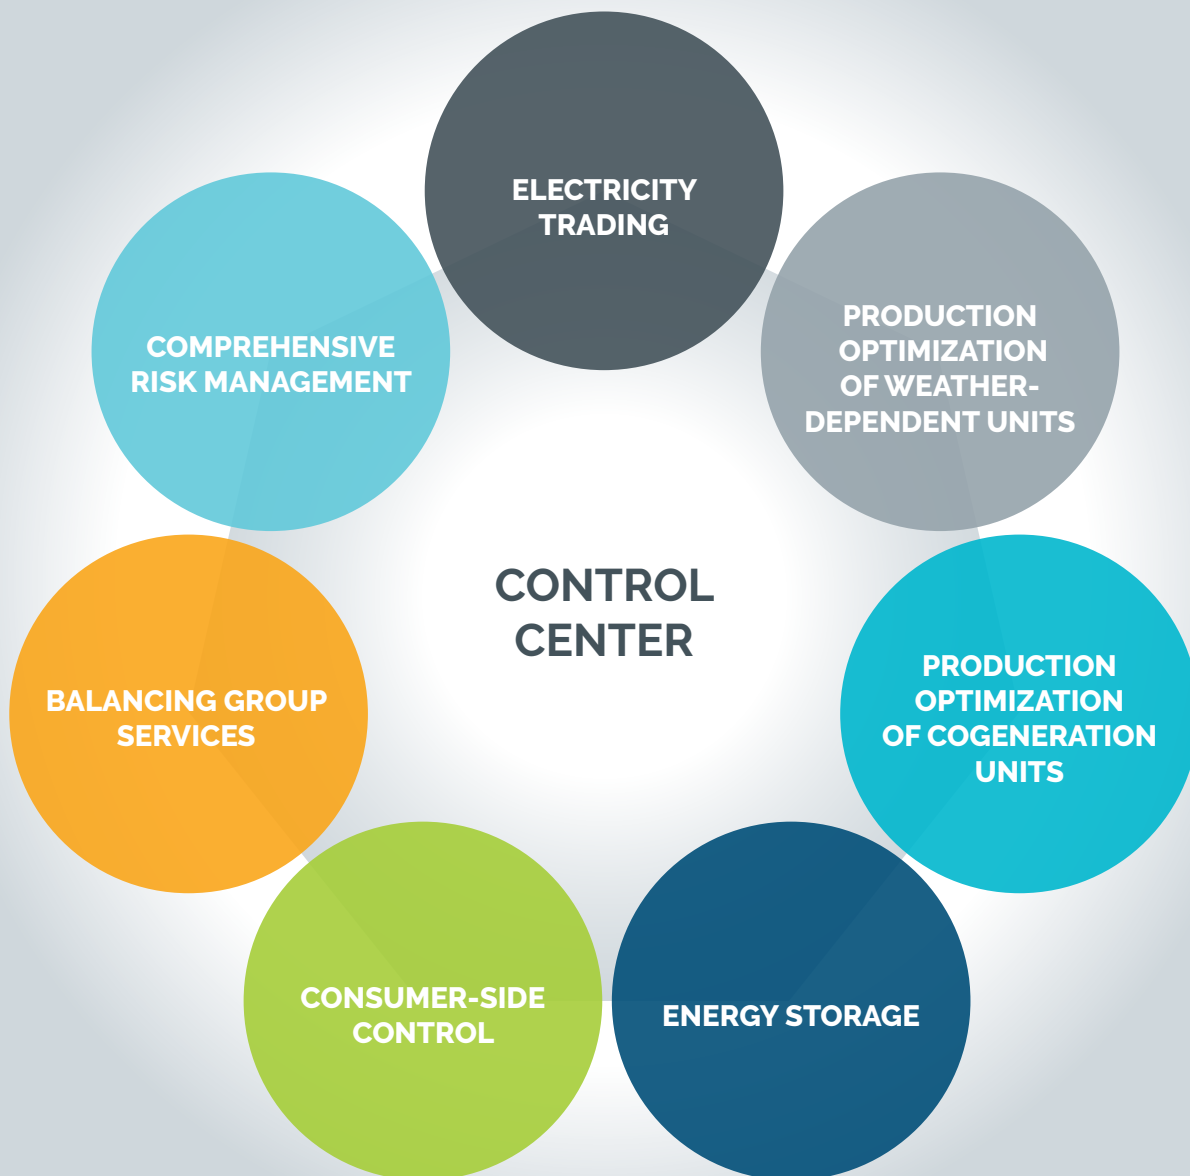 ELECTRICITY
TRADING
PRODUCTION
OPTIMIZATION
OF WEATHER-
DEPENDENT UNITS
COMPREHENSIVE
RISK MANAGEMENT
CONTROL
CENTER
PRODUCTION
OPTIMIZATION
OF COGENERATION
UNITS
BALANCING GROUP
SERVICES
CONSUMER-SIDE
CONTROL
ENERGY STORAGE